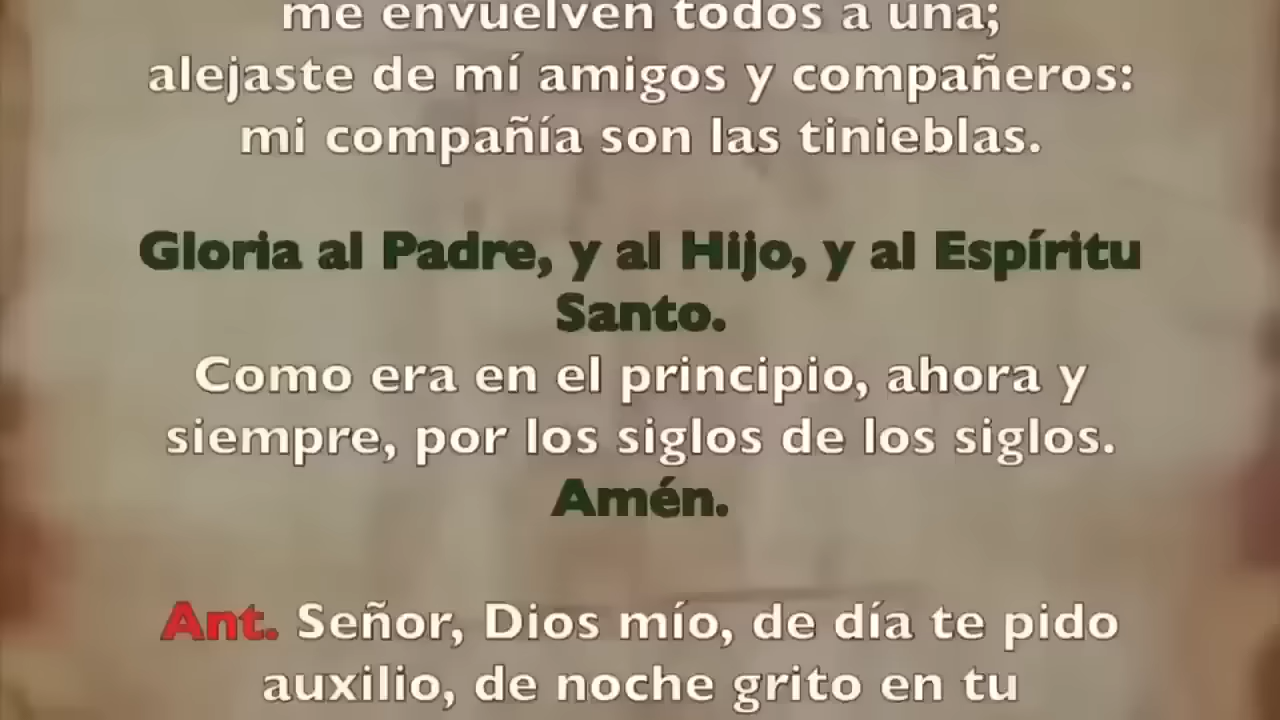 me envuelven todos a una;
alejaste de mí amigos y compañeros:
mi compañía son las tinieblas.
Gloria al Padre, y al Hijo, y al Espíritu
Santo.
Como era en el principio, ahora y
siempre, por los siglos de los siglos.
Amén.
Ant. Señor, Dios mío, de día te pido
auxilio, de noche grito en tu